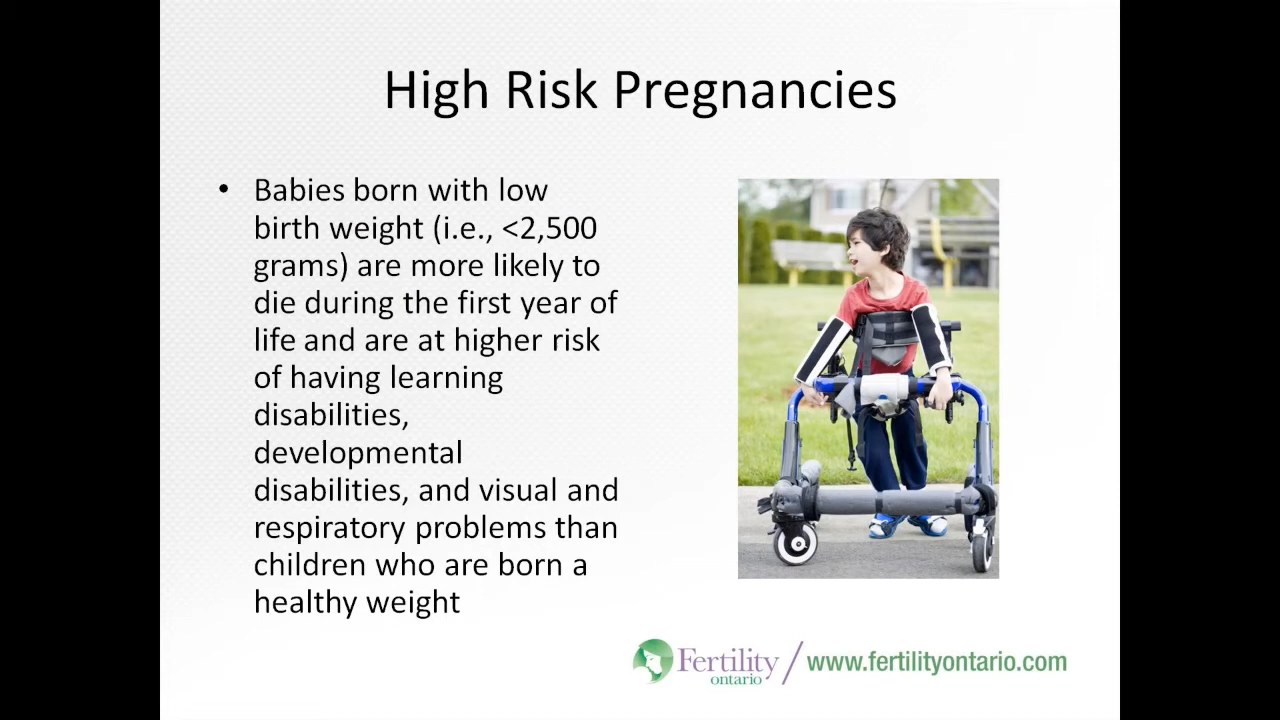 High Risk Pregnancies
• Babies born with low
birth weight (i.e., <2,500
grams) are more likely to
die during the first year of
life and are at higher risk
of having learning
disabilities,
developmental
disabilities, and visual and
respiratory problems than
children who are born a
healthy weight
Fertility
ontario
/ www.fertilityontario.com